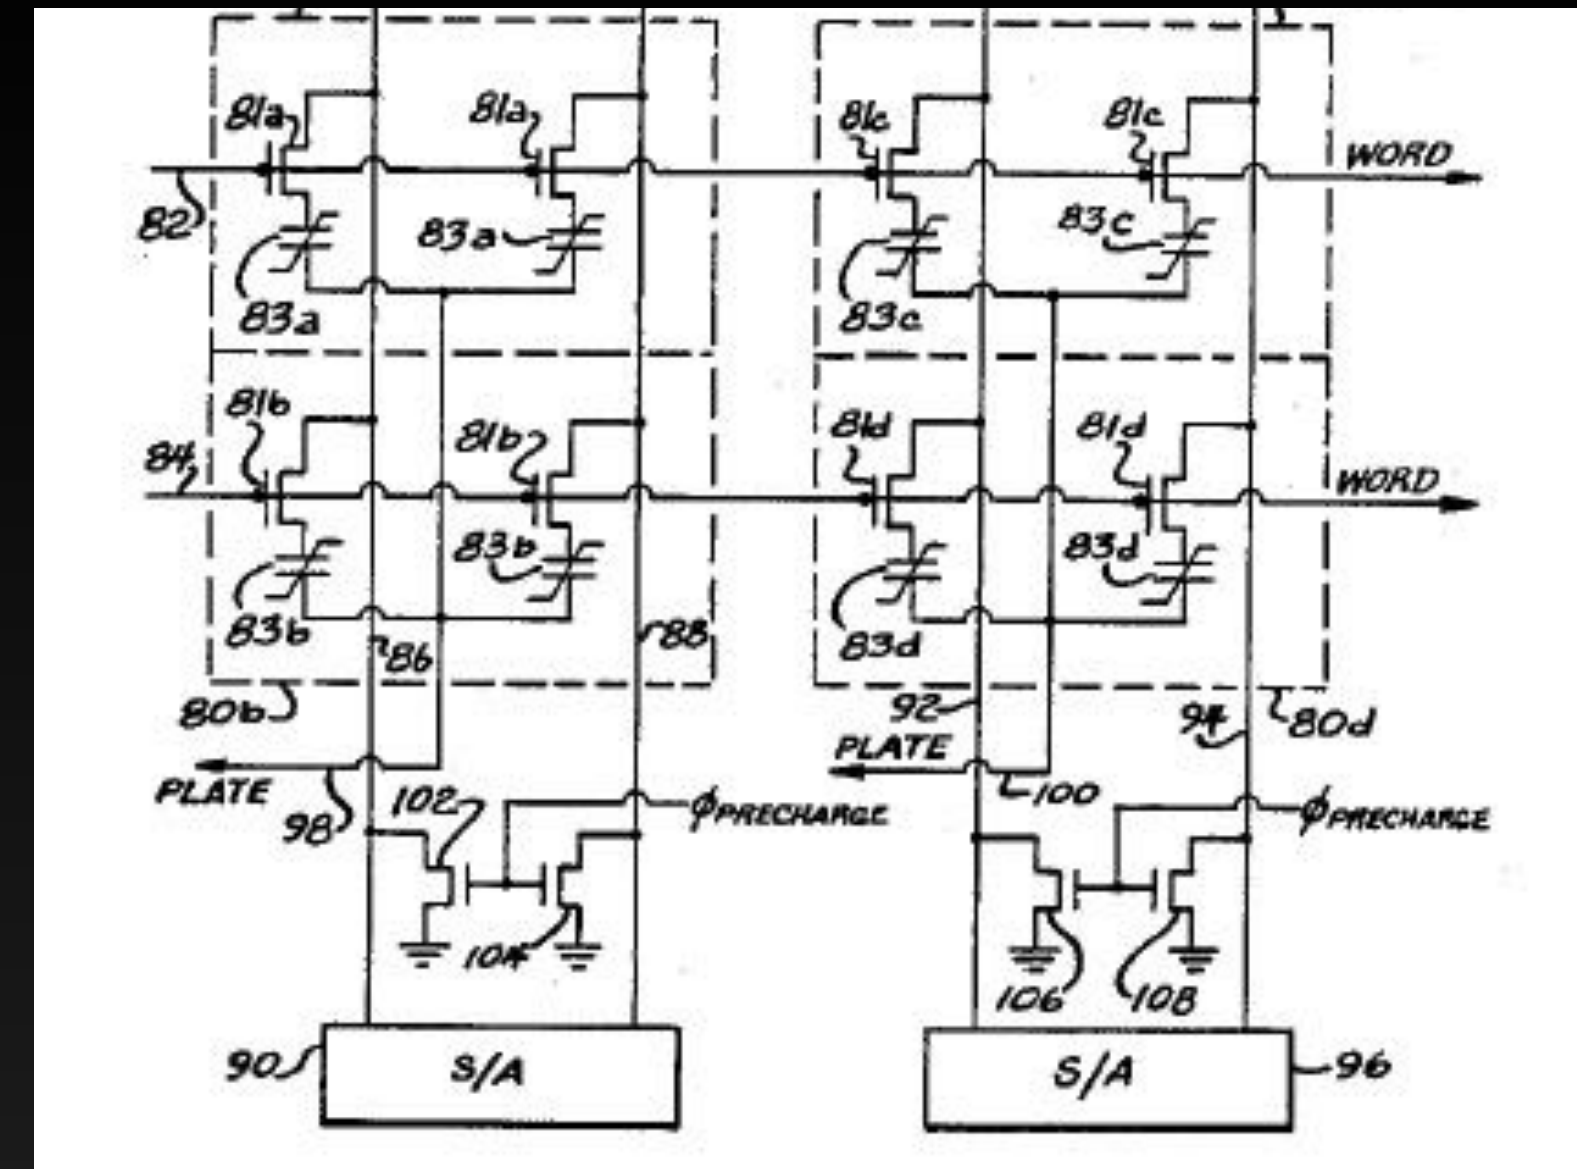 81a 81a 81c 81c
WORD
82 83a 83c
83a 83c
81b 81b 81d 81d
84 WORD
83b 83d
83b 86 88 83d
80b 92 94 80d
PLATE
PLATE 98 102 100
φPRECHARGE φPRECHARGE
104 106 108
90 S/A S/A 96